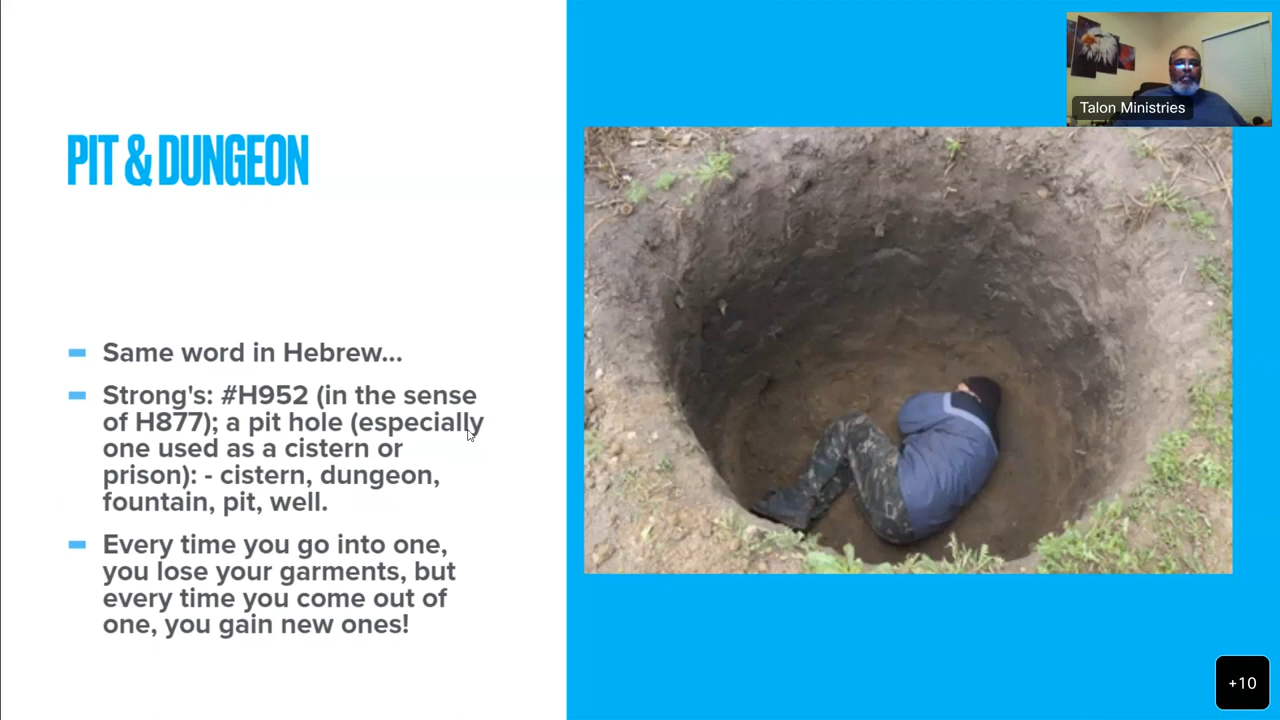 Talon Ministries
PIT & DUNGEON
Same word in Hebrew...
Strong's: #H952 (in the sense
of H877); a pit hole (especially
one used as a cistern or
prison): - cistern, dungeon,
fountain, pit, well.
Every time you go into one,
you lose your garments, but
every time you come out of
one, you gain new ones!
+10